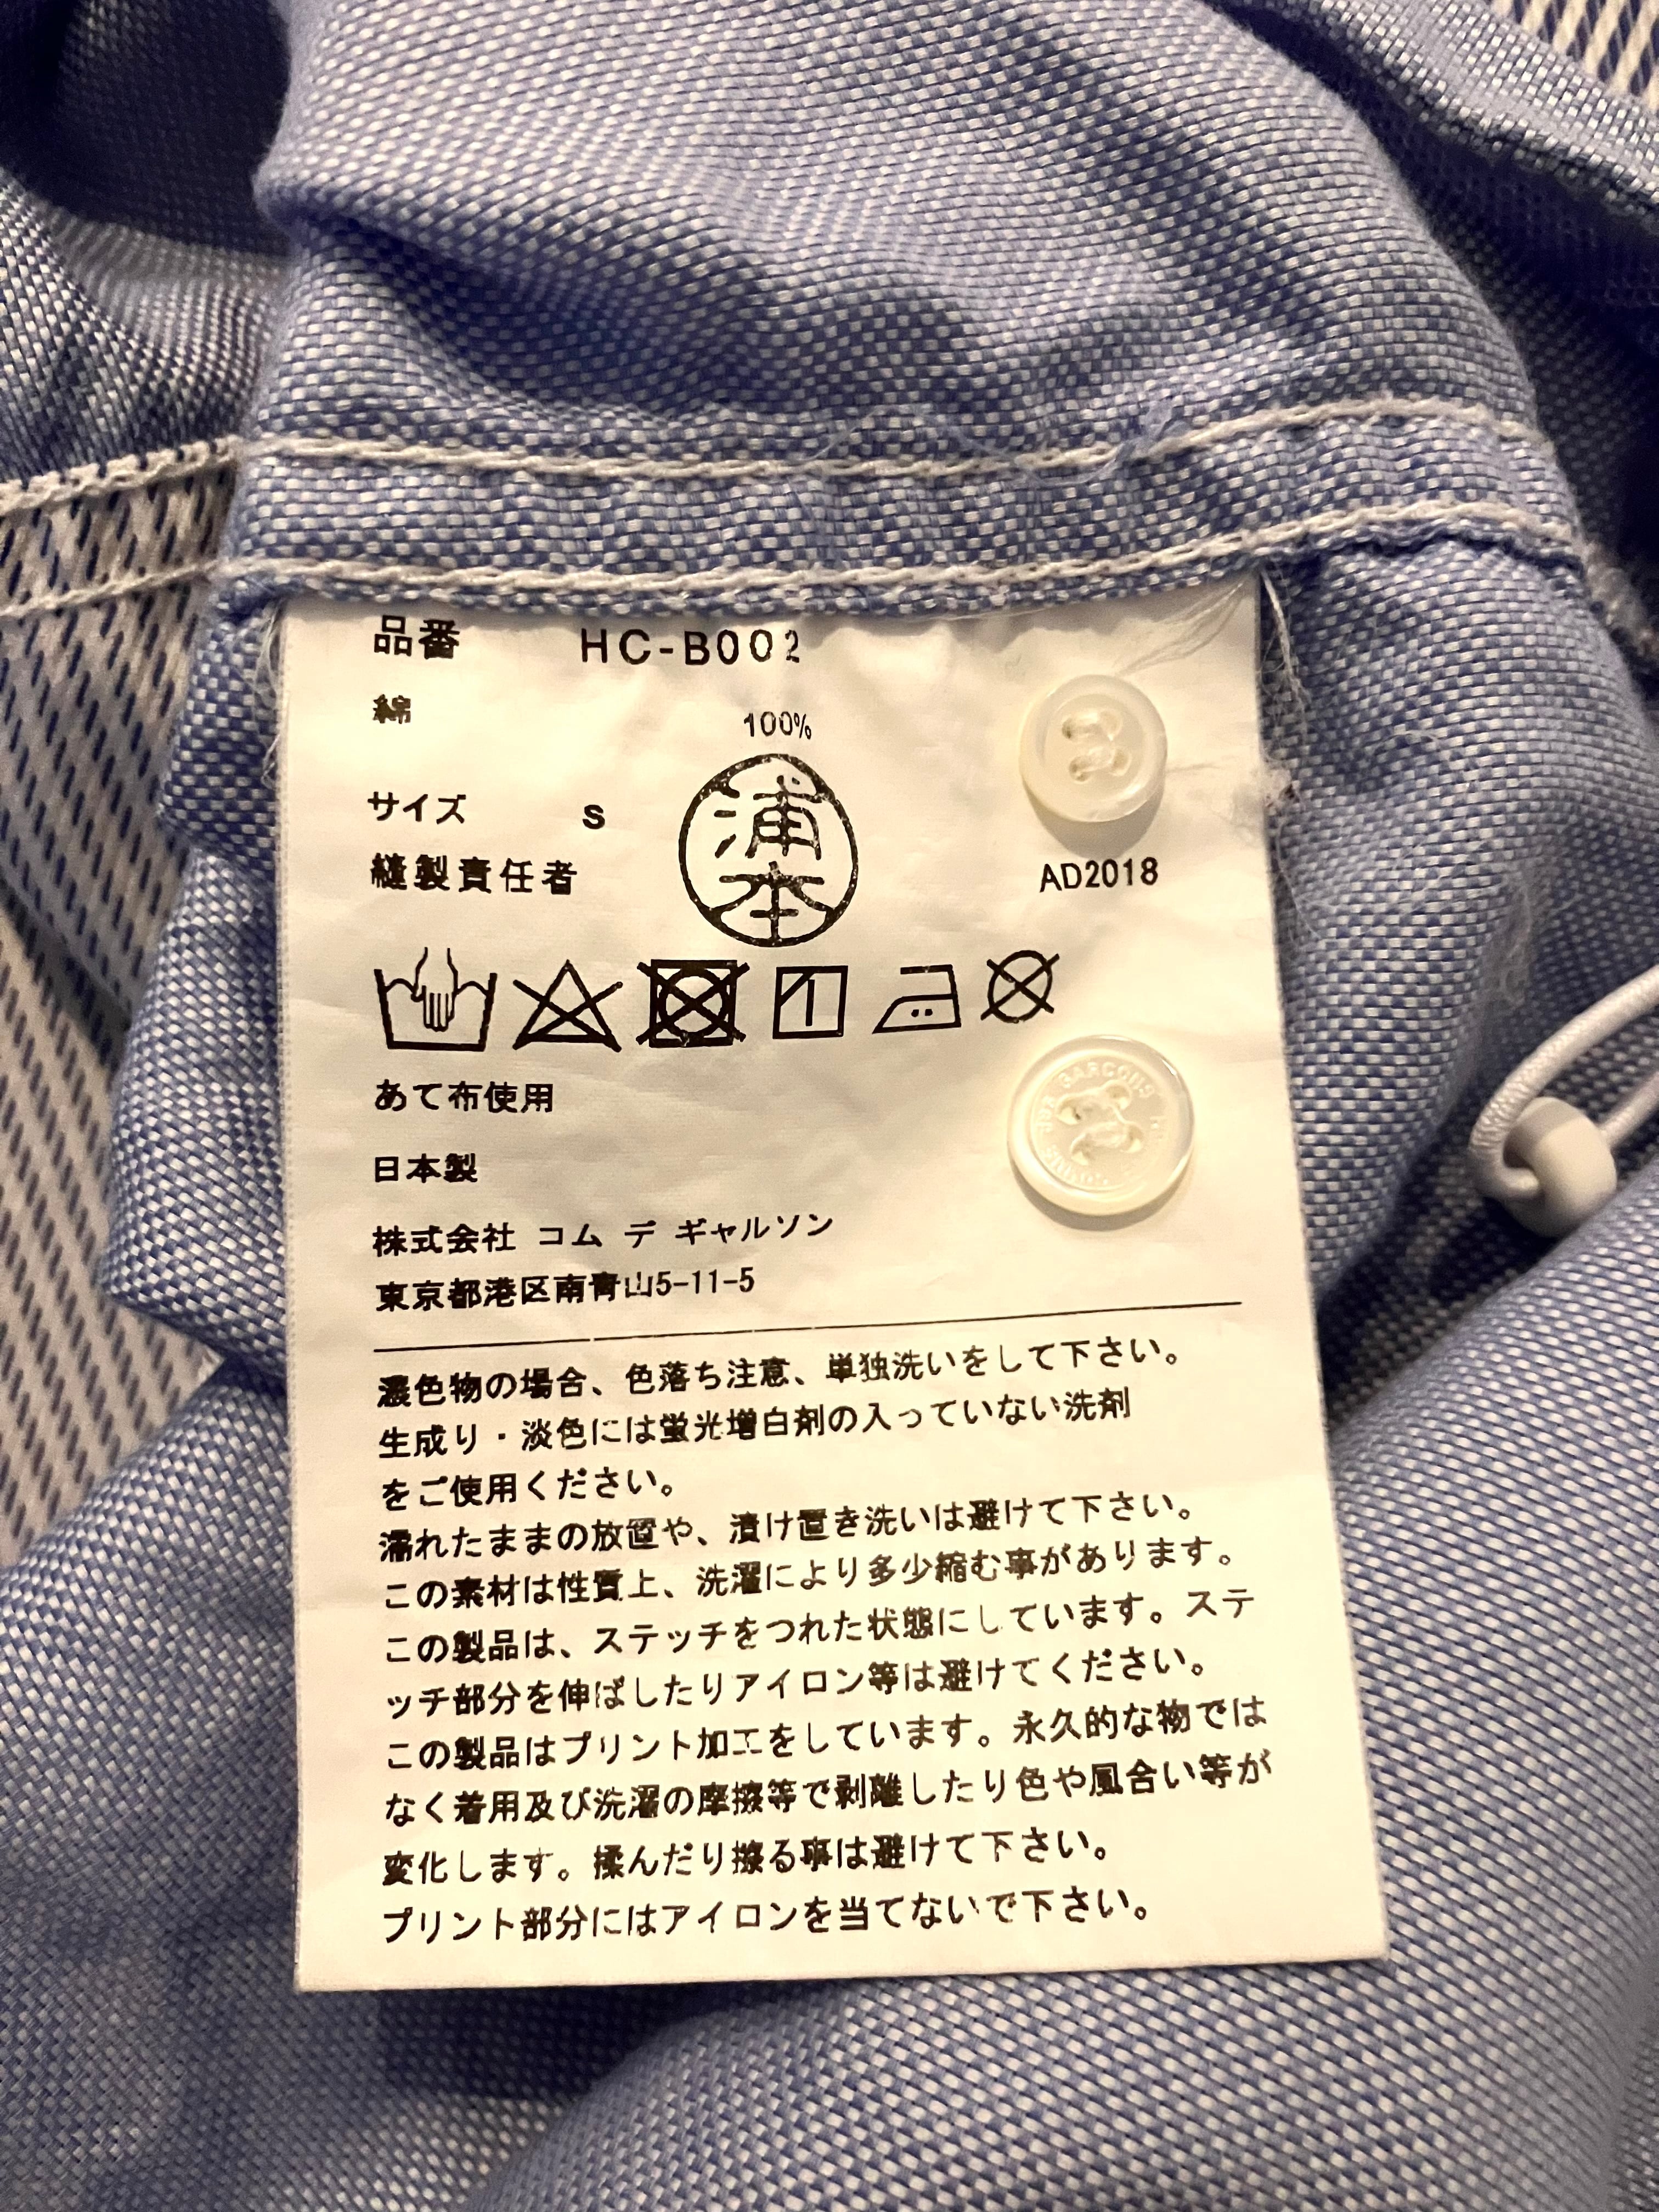 品番 HC-B002
綿 100%
サイズ S
縫製責任者 浦本 AD2018
あて布使用
日本製
株式会社 コム デ ギャルソン
東京都港区南青山5-11-5
濃色物の場合、色落ち注意、単独洗いをして下さい。
生成り・淡色には蛍光増白剤の入っていない洗剤
をご使用ください。
濡れたままの放置や、漬け置き洗いは避けて下さい。
この素材は性質上、洗濯により多少縮む事があります。
この製品は、ステッチをつれた状態にしています。ステ
ッチ部分を伸ばしたりアイロン等は避けてください。
この製品はプリント加工をしています。永久的な物では
なく着用及び洗濯の摩擦等で剥離したり色や風合い等が
変化します。揉んだり擦る事は避けて下さい。
プリント部分にはアイロンを当てないで下さい。
GARCONS